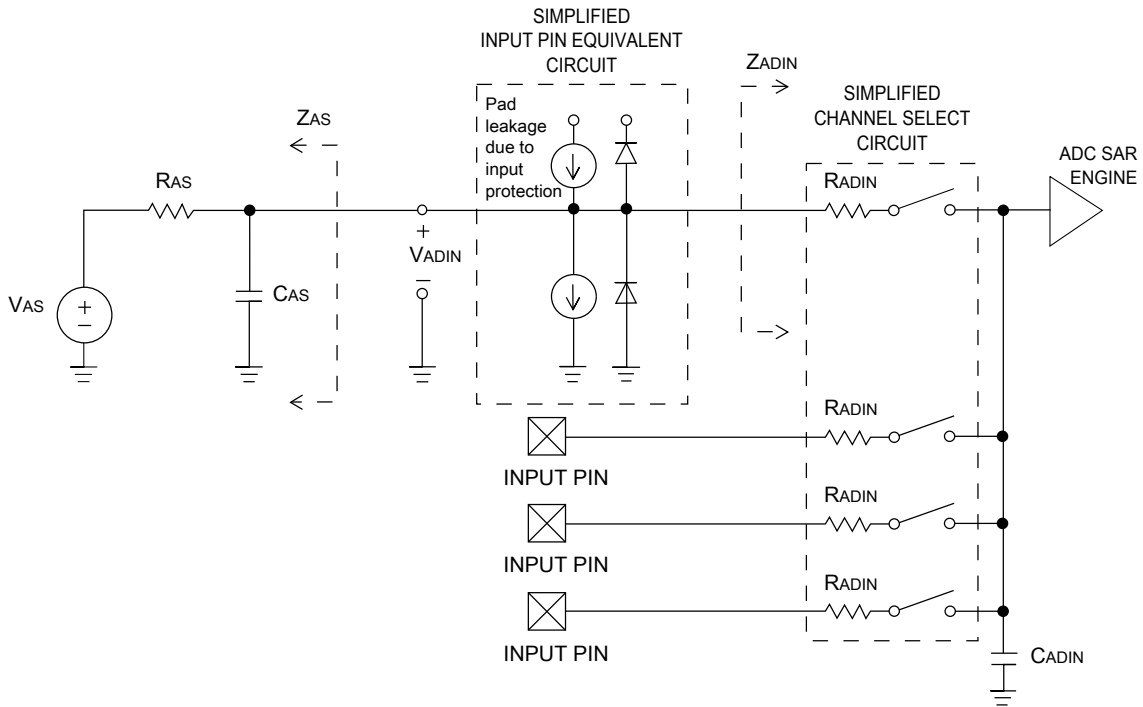 SIMPLIFIED
INPUT PIN EQUIVALENT
CIRCUIT
Pad
leakage
due to
input
protection
ZAS
RAS
VAS
+
–
CAS
+
VADIN
–
ZADIN
SIMPLIFIED
CHANNEL SELECT
CIRCUIT
RADIN
ADC SAR
ENGINE
RADIN
INPUT PIN
RADIN
INPUT PIN
RADIN
INPUT PIN
CADIN